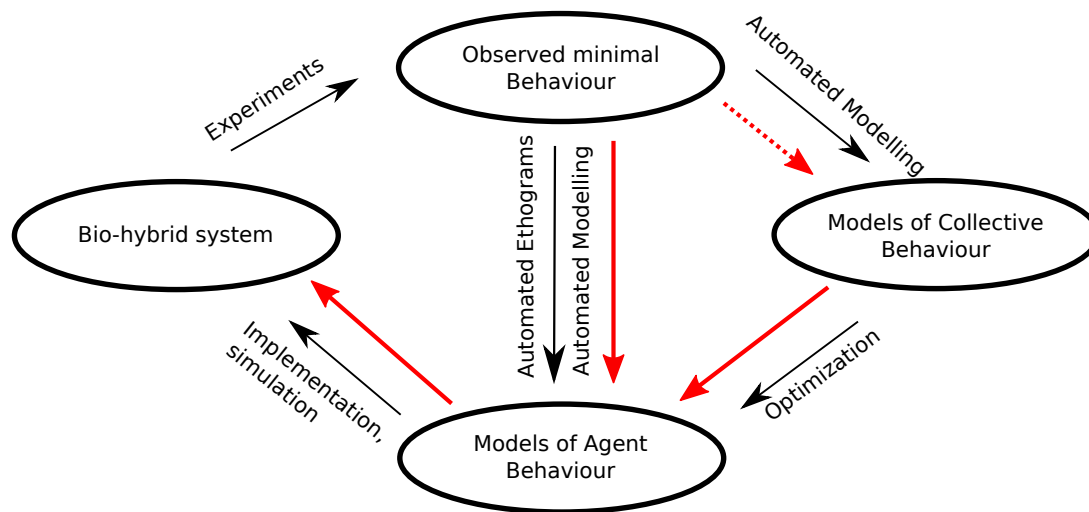 Observed minimal
Behaviour
Experiments
Automated Modelling
Bio-hybrid system
Automated Ethograms
Automated Modelling
Models of Collective
Behaviour
Implementation,
simulation
Optimization
Models of Agent
Behaviour